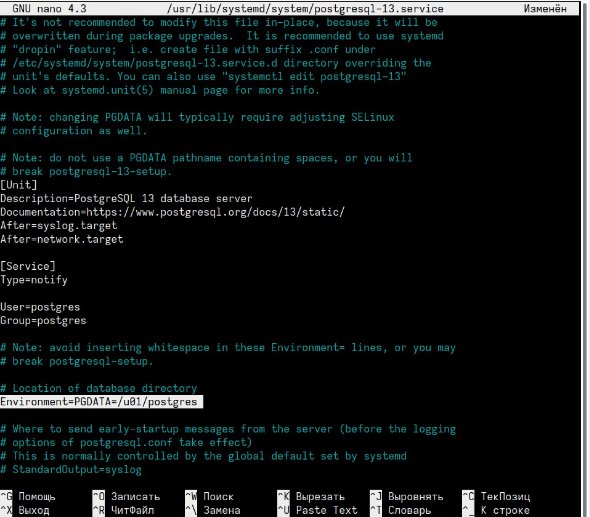 GNU nano 4.3 /usr/lib/systemd/system/postgresql-13.service Изменён
# It's not recommended to modify this file in-place, because it will be
# overwritten during package upgrades.  It is recommended to use systemd
# "dropin" feature;  i.e. create file with suffix .conf under
# /etc/systemd/system/postgresql-13.service.d directory overriding the
# unit's defaults. You can also use "systemctl edit postgresql-13"
# Look at systemd.unit(5) manual page for more info.
# Note: changing PGDATA will typically require adjusting SELinux
# configuration as well.
# Note: do not use a PGDATA pathname containing spaces, or you will
# break postgresql-13-setup.
[Unit]
Description=PostgreSQL 13 database server
Documentation=https://www.postgresql.org/docs/13/static/
After=syslog.target
After=network.target
[Service]
Type=notify
User=postgres
Group=postgres
# Note: avoid inserting whitespace in these Environment= lines, or you may
# break postgresql-setup.
# Location of database directory
Environment=PGDATA=/u01/postgres
# Where to send early-startup messages from the server (before the logging
# options of postgresql.conf take effect)
# This is normally controlled by the global default set by systemd
# StandardOutput=syslog
^G Помощь ^O Записать ^W Поиск ^K Вырезать ^J Выровнять ^C ТекПозиц
^X Выход ^R ЧитФайл ^\ Замена ^U Paste Text ^T Словарь ^_ К строке